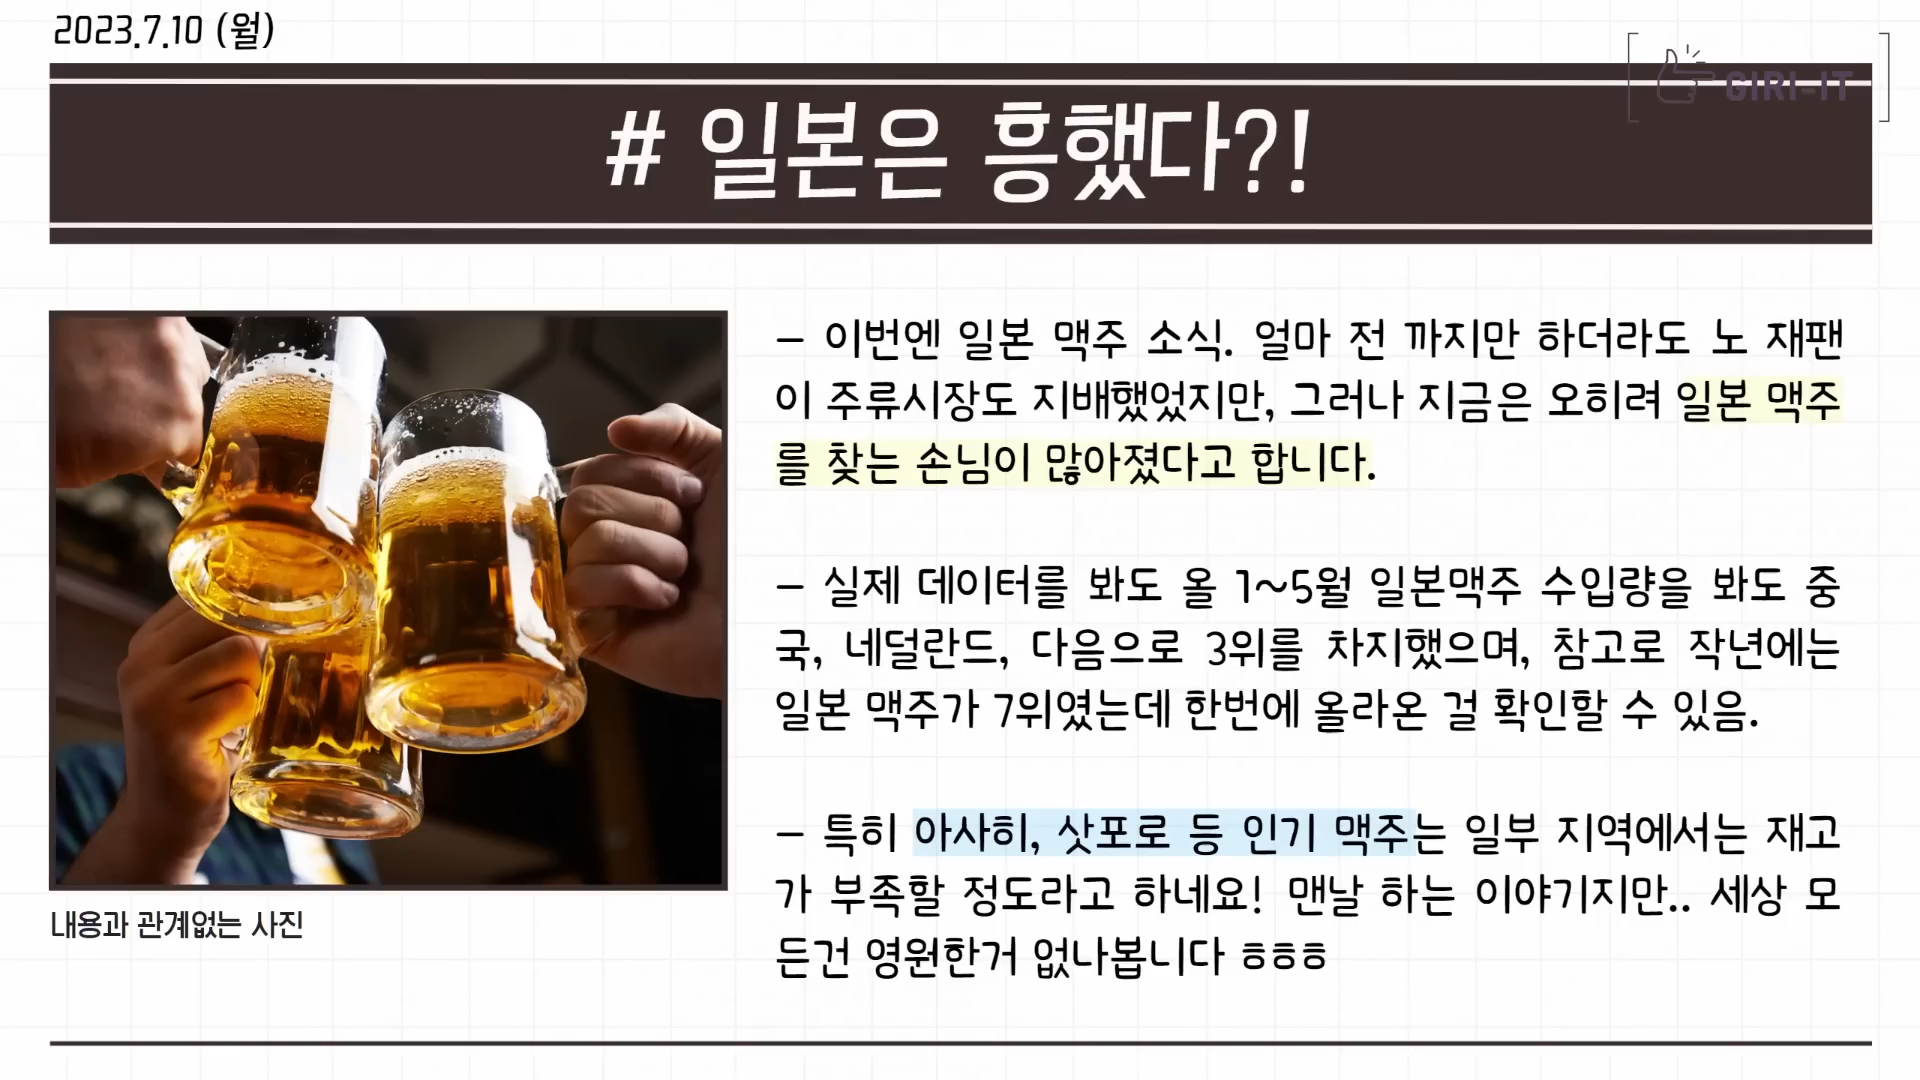 2023.7.10 (월)
GIRI-IT
# 일본은 흥했다?!
– 이번엔 일본 맥주 소식. 얼마 전 까지만 하더라도 노 재팬
이 주류시장도 지배했었지만, 그러나 지금은 오히려 일본 맥주
를 찾는 손님이 많아졌다고 합니다.
– 실제 데이터를 봐도 올 1~5월 일본맥주 수입량을 봐도 중
국, 네덜란드, 다음으로 3위를 차지했으며, 참고로 작년에는
일본 맥주가 7위였는데 한번에 올라온 걸 확인할 수 있음.
– 특히 아사히, 삿포로 등 인기 맥주는 일부 지역에서는 재고
가 부족할 정도라고 하네요! 맨날 하는 이야기지만.. 세상 모
든건 영원한거 없나봅니다 ㅎㅎㅎ
내용과 관계없는 사진